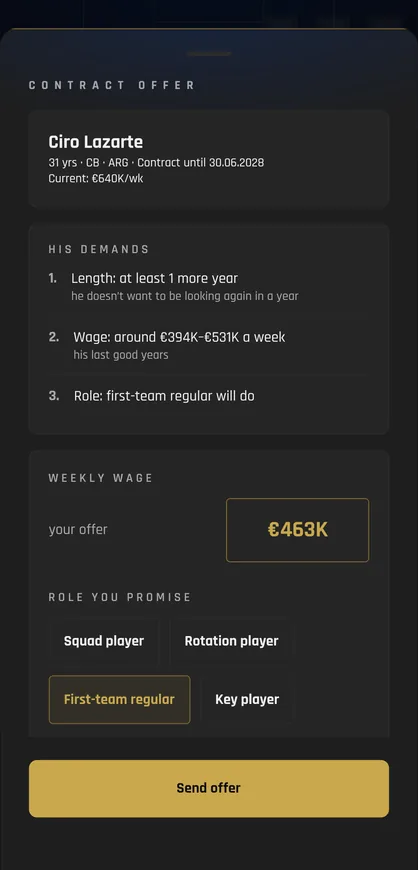 CONTRACT OFFER
Ciro Lazarte
31 yrs · CB · ARG · Contract until 30.06.2028
Current: €640K/wk
HIS DEMANDS
1. Length: at least 1 more year
he doesn't want to be looking again in a year
2. Wage: around €394K–€531K a week
his last good years
3. Role: first-team regular will do
WEEKLY WAGE
your offer €463K
ROLE YOU PROMISE
Squad player Rotation player
First-team regular Key player
Send offer